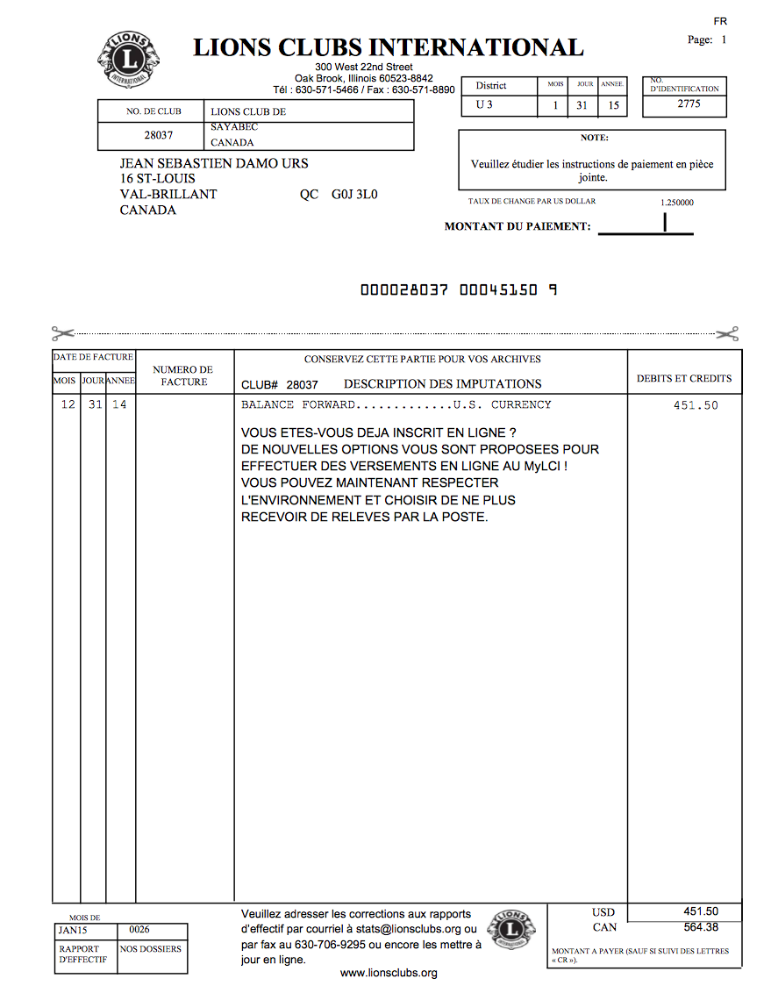 FR
Page: 1
LIONS CLUBS INTERNATIONAL
300 West 22nd Street
Oak Brook, Illinois 60523-8842
Tél : 630-571-5466 / Fax : 630-571-8890
LIONS
L
INTERNATIONAL
District MOIS JOUR ANNEE.
U 3 1 31 15
NO.
D'IDENTIFICATION
2775
NO. DE CLUB LIONS CLUB DE
28037 SAYABEC
CANADA
NOTE:
Veuillez étudier les instructions de paiement en pièce
jointe.
JEAN SEBASTIEN DAMO URS
16 ST-LOUIS
VAL-BRILLANT QC G0J 3L0
CANADA
TAUX DE CHANGE PAR US DOLLAR 1.250000
MONTANT DU PAIEMENT:
000028037 00045150 9
DATE DE FACTURE
MOIS JOUR ANNEE
NUMERO DE
FACTURE
CONSERVEZ CETTE PARTIE POUR VOS ARCHIVES
CLUB# 28037 DESCRIPTION DES IMPUTATIONS
DEBITS ET CREDITS
12 31 14 BALANCE FORWARD.............U.S. CURRENCY 451.50
VOUS ETES-VOUS DEJA INSCRIT EN LIGNE ?
DE NOUVELLES OPTIONS VOUS SONT PROPOSEES POUR
EFFECTUER DES VERSEMENTS EN LIGNE AU MyLCI !
VOUS POUVEZ MAINTENANT RESPECTER
L'ENVIRONNEMENT ET CHOISIR DE NE PLUS
RECEVOIR DE RELEVES PAR LA POSTE.
MOIS DE
JAN15 0026
RAPPORT
D'EFFECTIF
NOS DOSSIERS
Veuillez adresser les corrections aux rapports
d'effectif par courriel à stats@lionsclubs.org ou
par fax au 630-706-9295 ou encore les mettre à
jour en ligne.
www.lionsclubs.org
LIONS
L
INTERNATIONAL
USD 451.50
CAN 564.38
MONTANT A PAYER (SAUF SI SUIVI DES LETTRES
« CR »).